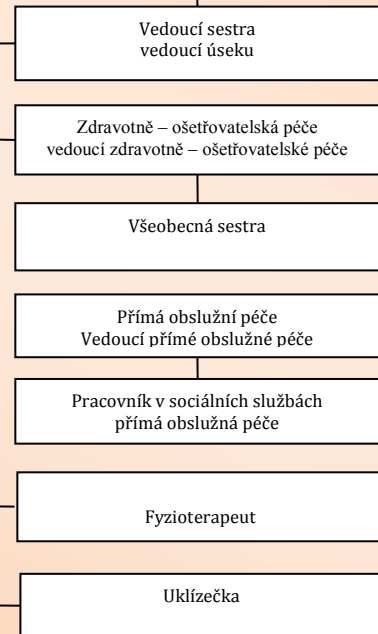 Vedoucí sestra
vedoucí úseku
Zdravotně – ošetřovatelská péče
vedoucí zdravotně – ošetřovatelské péče
Všeobecná sestra
Přímá obslužní péče
Vedoucí přímé obslužné péče
Pracovník v sociálních službách
přímá obslužná péče
Fyzioterapeut
Uklízečka